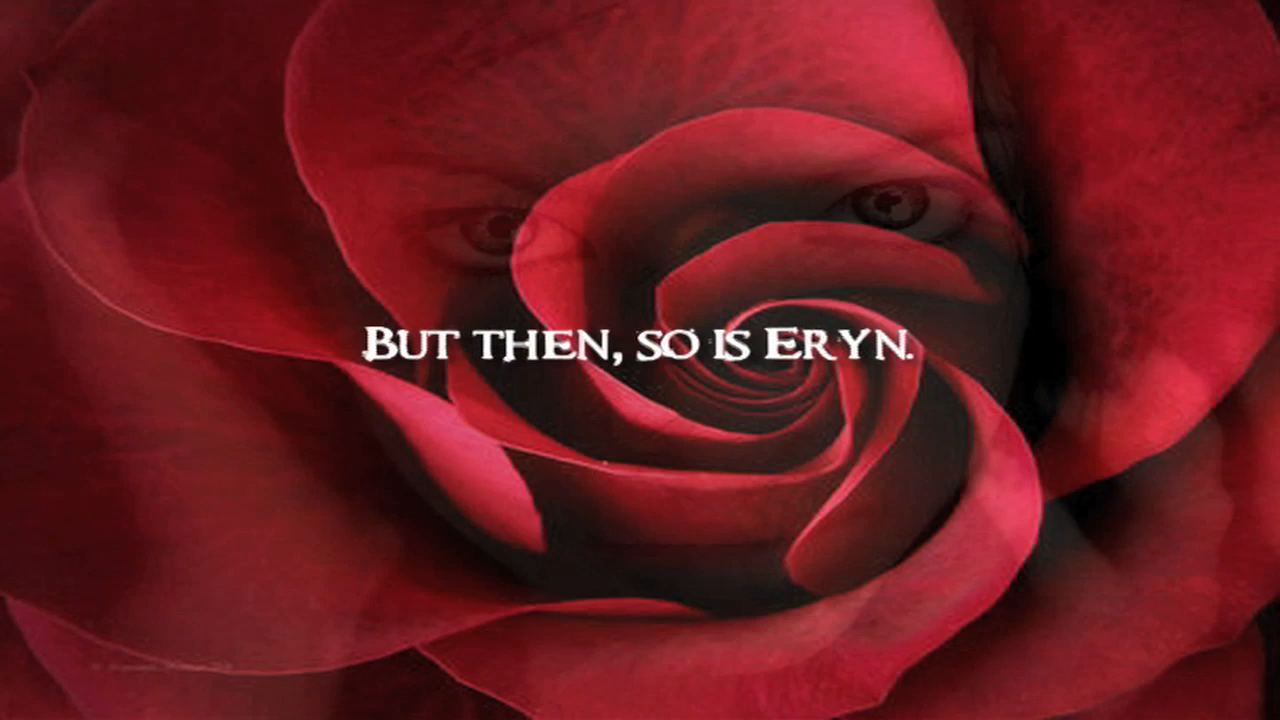 But then, so is Eryn.